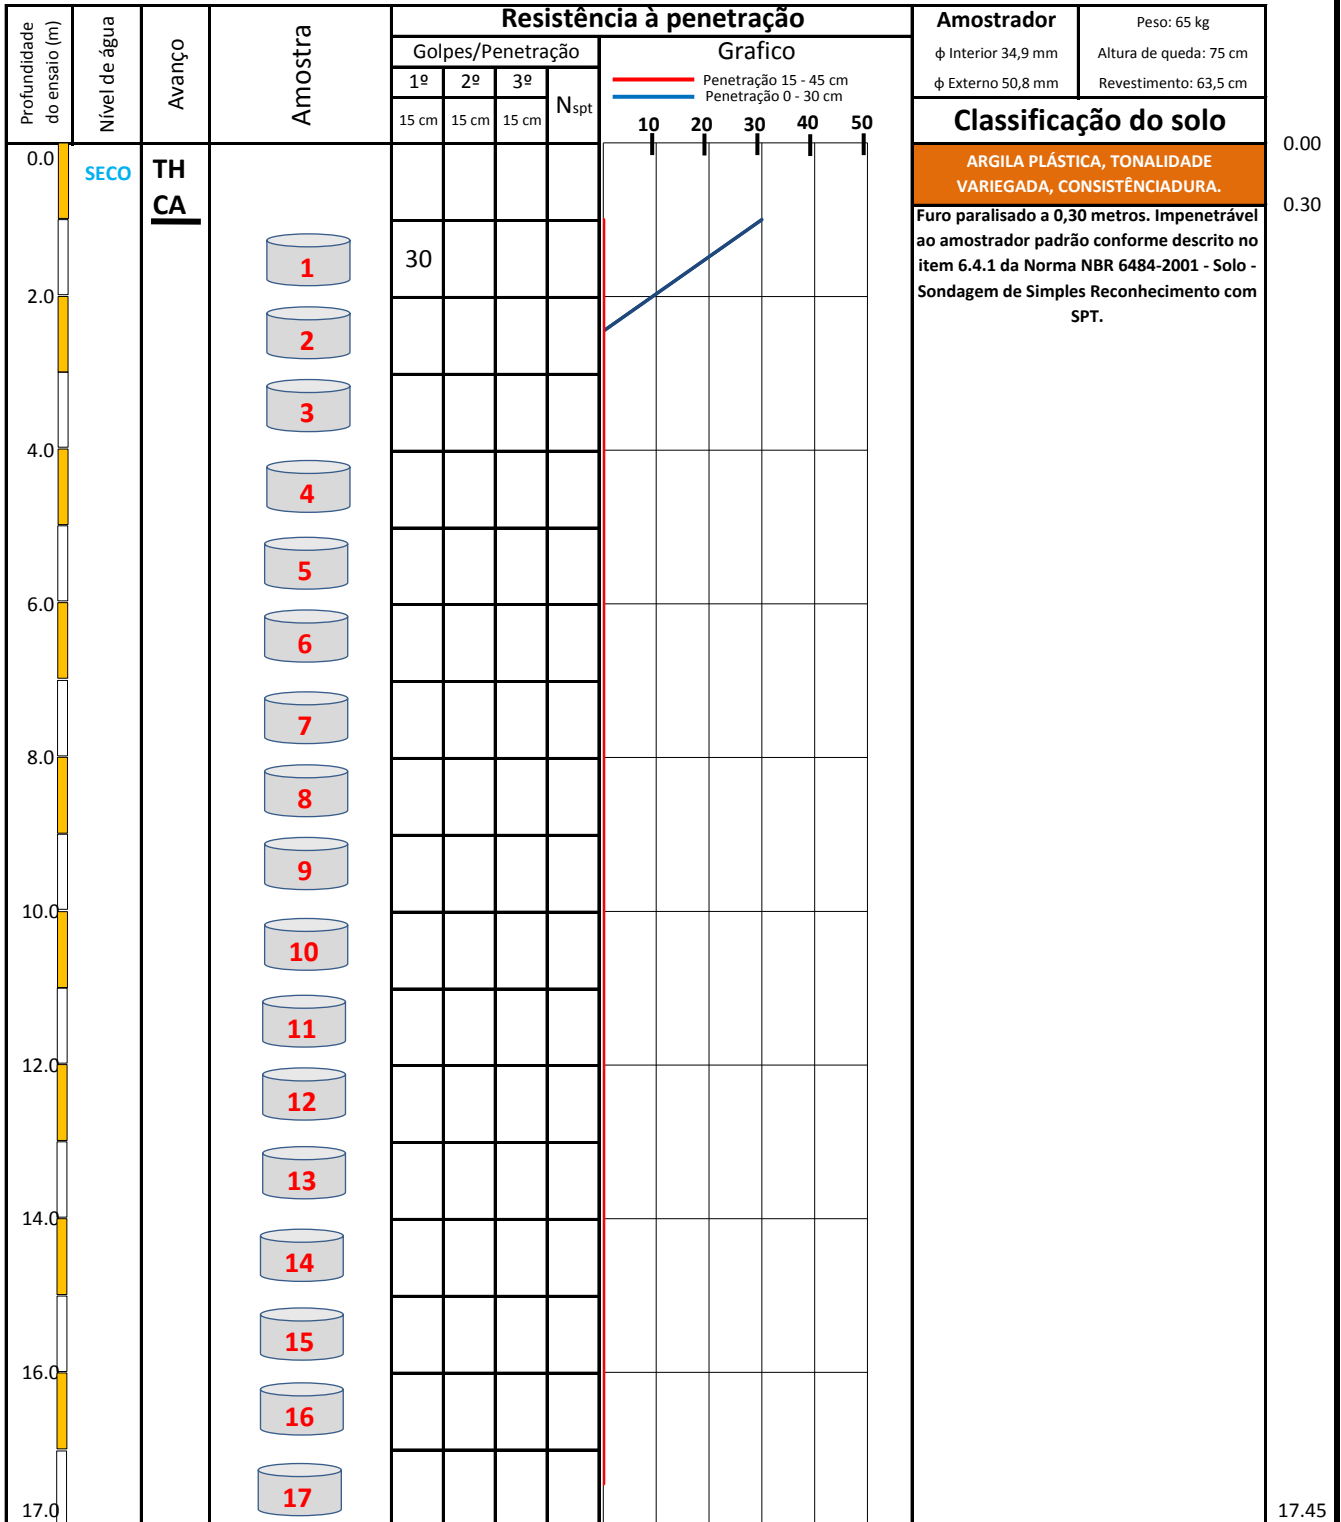 Profundidade
do ensaio (m)
Nível de água
Avanço
Amostra
Resistência à penetração
Golpes/Penetração
1º 2º 3º
15 cm 15 cm 15 cm
Nspt
Grafico
Penetração 15 - 45 cm
Penetração 0 - 30 cm
10 20 30 40 50
Amostrador
ϕ Interior 34,9 mm
ϕ Externo 50,8 mm
Peso: 65 kg
Altura de queda: 75 cm
Revestimento: 63,5 cm
Classificação do solo
0.00
0.0
SECO
TH
CA
ARGILA PLÁSTICA, TONALIDADE
VARIEGADA, CONSISTÊNCIADURA.
0.30
Furo paralisado a 0,30 metros. Impenetrável
ao amostrador padrão conforme descrito no
item 6.4.1 da Norma NBR 6484-2001 - Solo -
Sondagem de Simples Reconhecimento com
SPT.
1
30
2.0
2
3
4.0
4
5
6.0
6
7
8.0
8
9
10.0
10
11
12.0
12
13
14.0
14
15
16.0
16
17
17.0
17.45